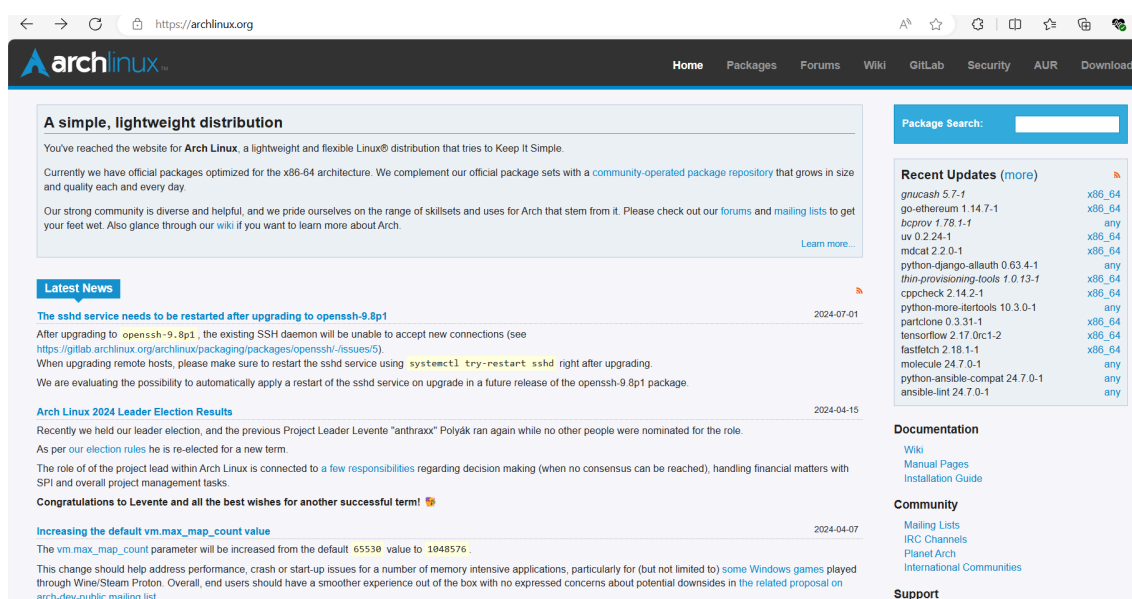 https://archlinux.org
archlinux™
Home Packages Forums Wiki GitLab Security AUR Download
A simple, lightweight distribution
You've reached the website for Arch Linux, a lightweight and flexible Linux® distribution that tries to Keep It Simple.
Currently we have official packages optimized for the x86-64 architecture. We complement our official package sets with a community-operated package repository that grows in size
and quality each and every day.
Our strong community is diverse and helpful, and we pride ourselves on the range of skillsets and uses for Arch that stem from it. Please check out our forums and mailing lists to get
your feet wet. Also glance through our wiki if you want to learn more about Arch.
Learn more...
Latest News
The sshd service needs to be restarted after upgrading to openssh-9.8p1 2024-07-01
After upgrading to openssh-9.8p1, the existing SSH daemon will be unable to accept new connections (see
https://gitlab.archlinux.org/archlinux/packaging/packages/openssh/-/issues/5).
When upgrading remote hosts, please make sure to restart the sshd service using systemctl try-restart sshd right after upgrading.
We are evaluating the possibility to automatically apply a restart of the sshd service on upgrade in a future release of the openssh-9.8p1 package.
Arch Linux 2024 Leader Election Results 2024-04-15
Recently we held our leader election, and the previous Project Leader Levente "anthraxx" Polyák ran again while no other people were nominated for the role.
As per our election rules he is re-elected for a new term.
The role of of the project lead within Arch Linux is connected to a few responsibilities regarding decision making (when no consensus can be reached), handling financial matters with
SPI and overall project management tasks.
Congratulations to Levente and all the best wishes for another successful term! 🥳
Increasing the default vm.max_map_count value 2024-04-07
The vm.max_map_count parameter will be increased from the default 65530 value to 1048576.
This change should help address performance, crash or start-up issues for a number of memory intensive applications, particularly for (but not limited to) some Windows games played
through Wine/Steam Proton. Overall, end users should have a smoother experience out of the box with no expressed concerns about potential downsides in the related proposal on
arch-dev-public mailing list.
Package Search:
Recent Updates (more)
gnucash 5.7-1 x86_64
go-ethereum 1.14.7-1 x86_64
bcprov 1.78.1-1 any
uv 0.2.24-1 x86_64
mdcat 2.2.0-1 x86_64
python-django-allauth 0.63.4-1 any
thin-provisioning-tools 1.0.13-1 x86_64
cppcheck 2.14.2-1 x86_64
python-more-itertools 10.3.0-1 any
partclone 0.3.31-1 x86_64
tensorflow 2.17.0rc1-2 x86_64
fastfetch 2.18.1-1 x86_64
molecule 24.7.0-1 any
python-ansible-compat 24.7.0-1 any
ansible-lint 24.7.0-1 any
Documentation
Wiki
Manual Pages
Installation Guide
Community
Mailing Lists
IRC Channels
Planet Arch
International Communities
Support